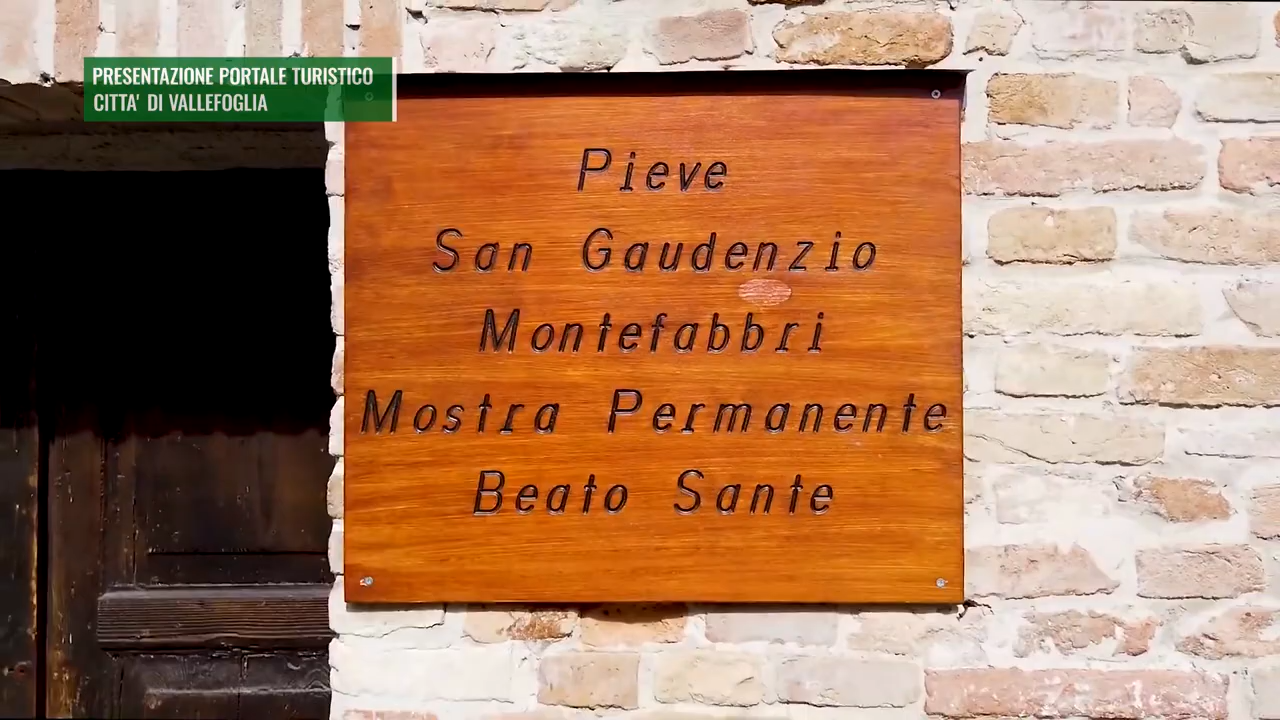 PRESENTAZIONE PORTALE TURISTICO
CITTA' DI VALLEFOGLIA
Pieve
San Gaudenzio
Montefabbri
Mostra Permanente
Beato Sante